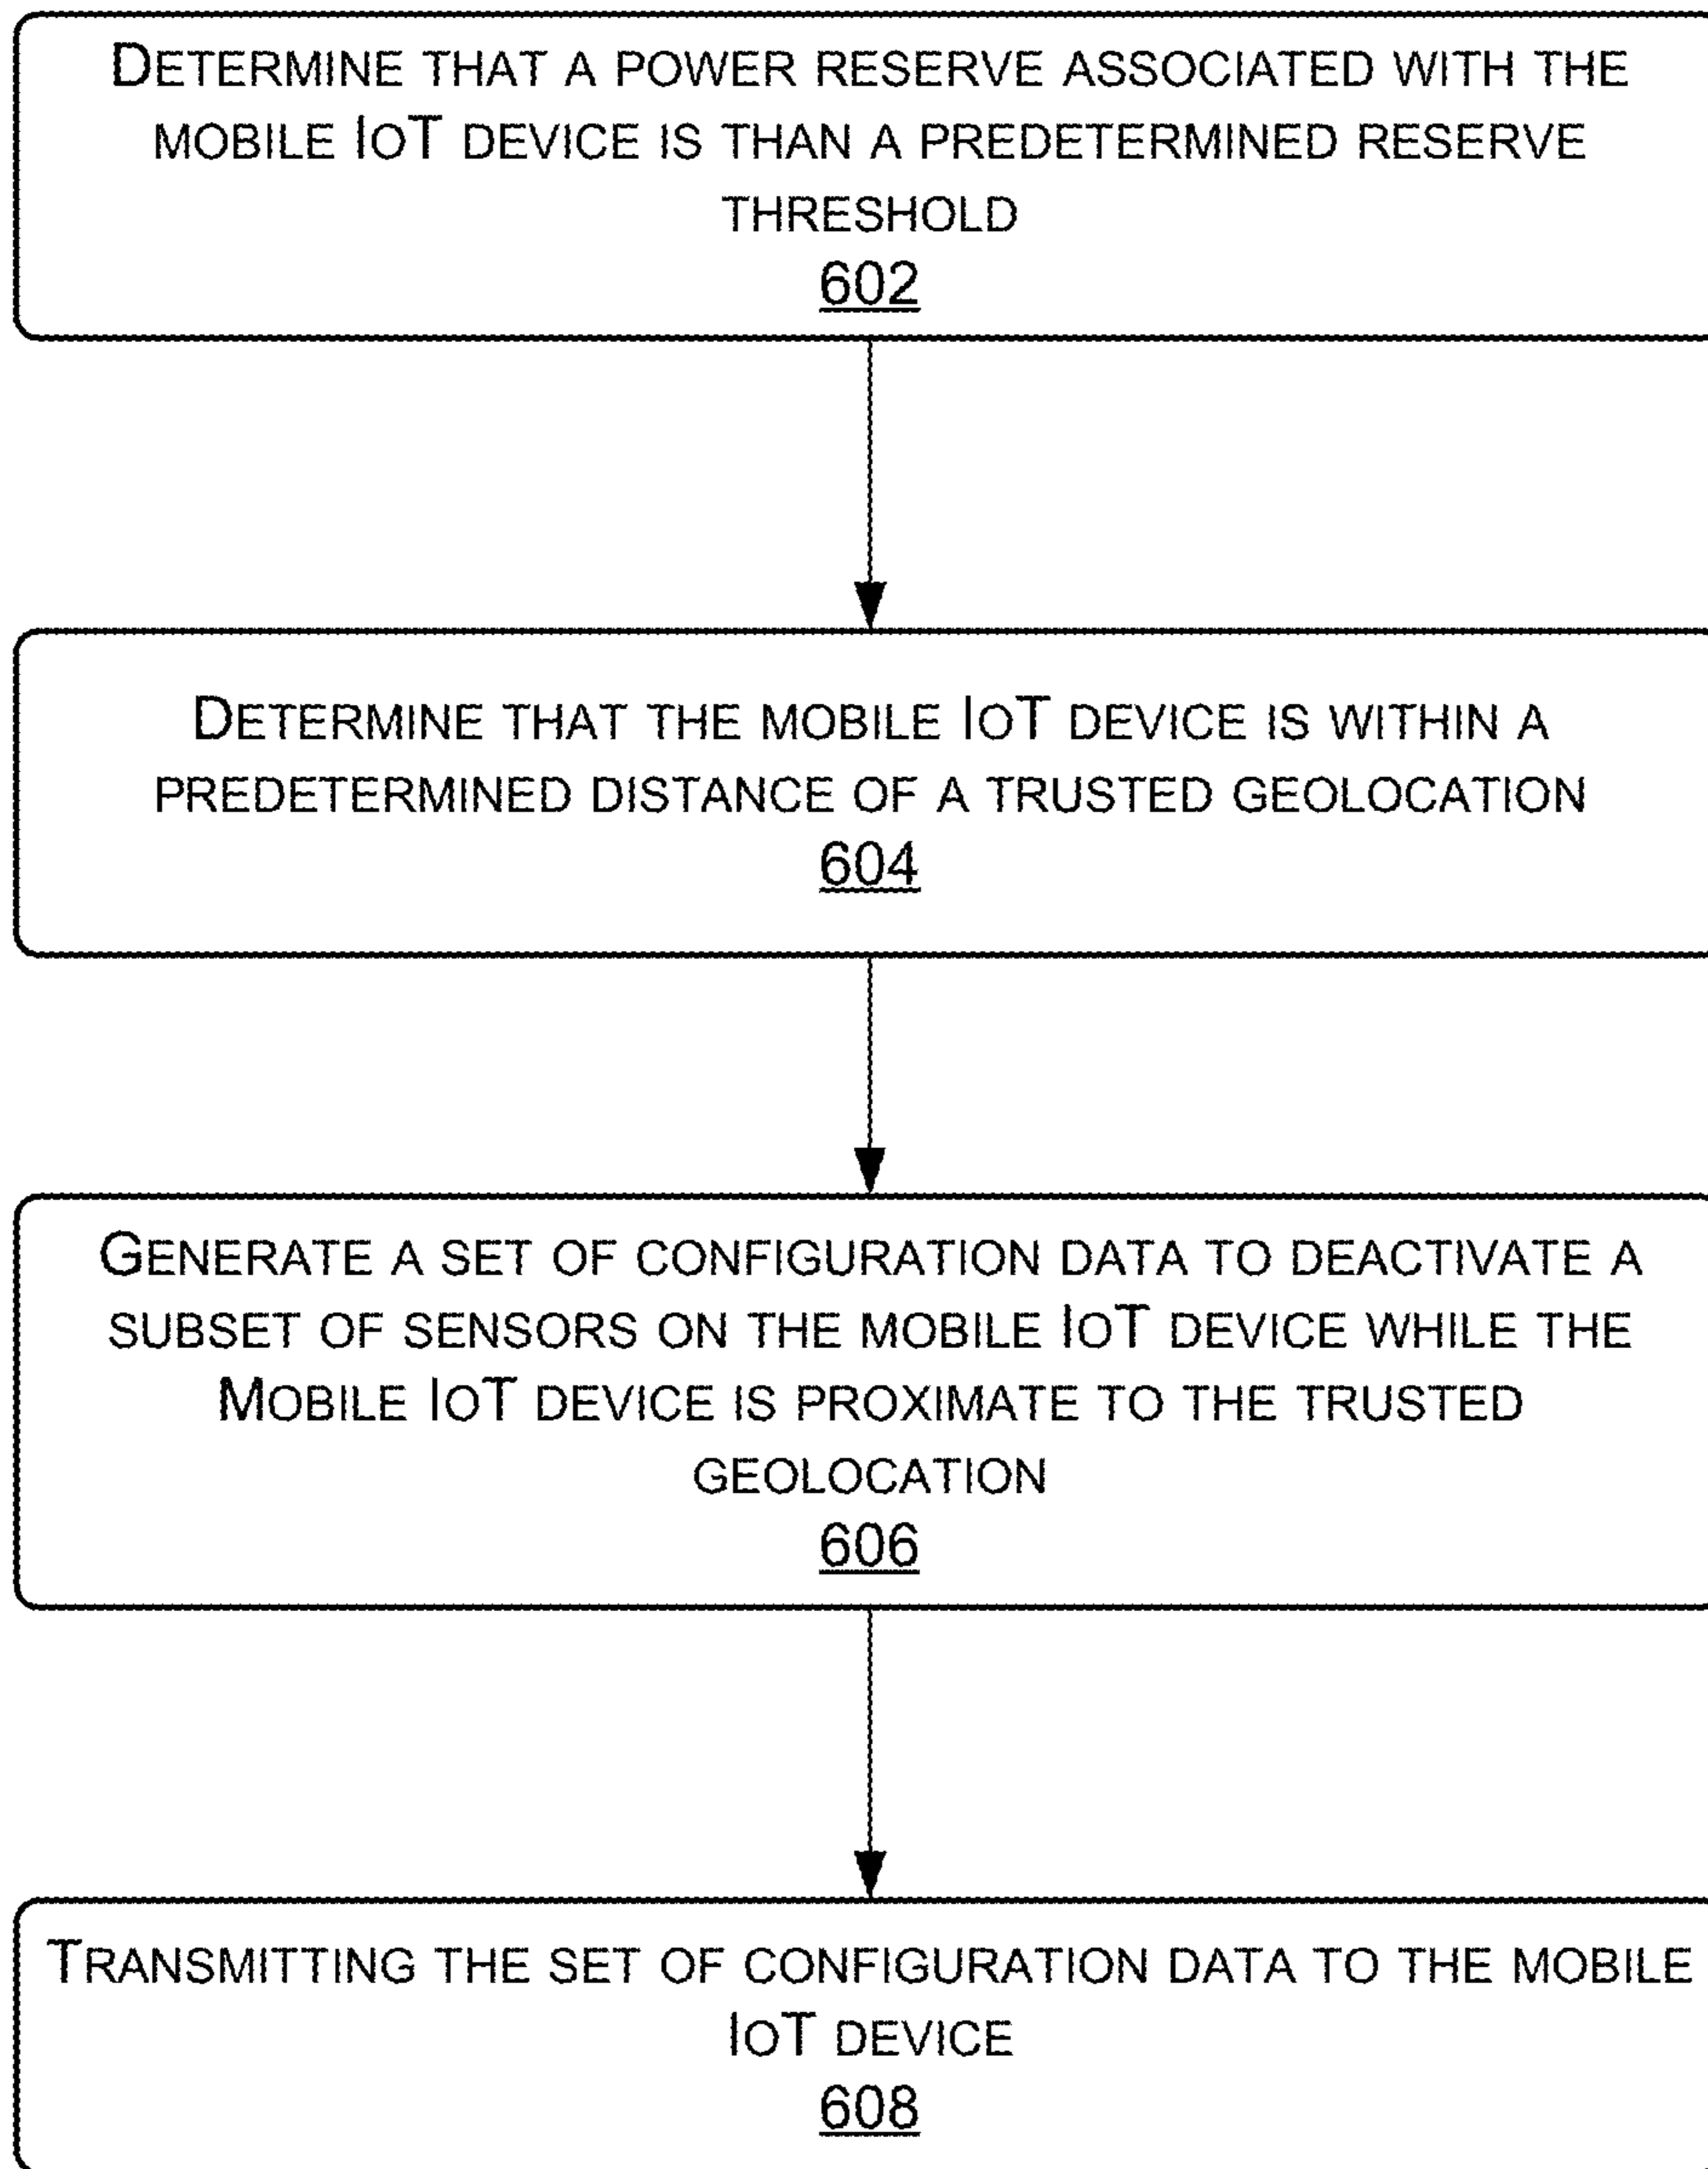 DETERMINE THAT A POWER RESERVE ASSOCIATED WITH THE
MOBILE IOT DEVICE IS THAN A PREDETERMINED RESERVE
THRESHOLD
602
DETERMINE THAT THE MOBILE IOT DEVICE IS WITHIN A
PREDETERMINED DISTANCE OF A TRUSTED GEOLOCATION
604
GENERATE A SET OF CONFIGURATION DATA TO DEACTIVATE A
SUBSET OF SENSORS ON THE MOBILE IOT DEVICE WHILE THE
MOBILE IOT DEVICE IS PROXIMATE TO THE TRUSTED
GEOLOCATION
606
TRANSMITTING THE SET OF CONFIGURATION DATA TO THE MOBILE
IOT DEVICE
608